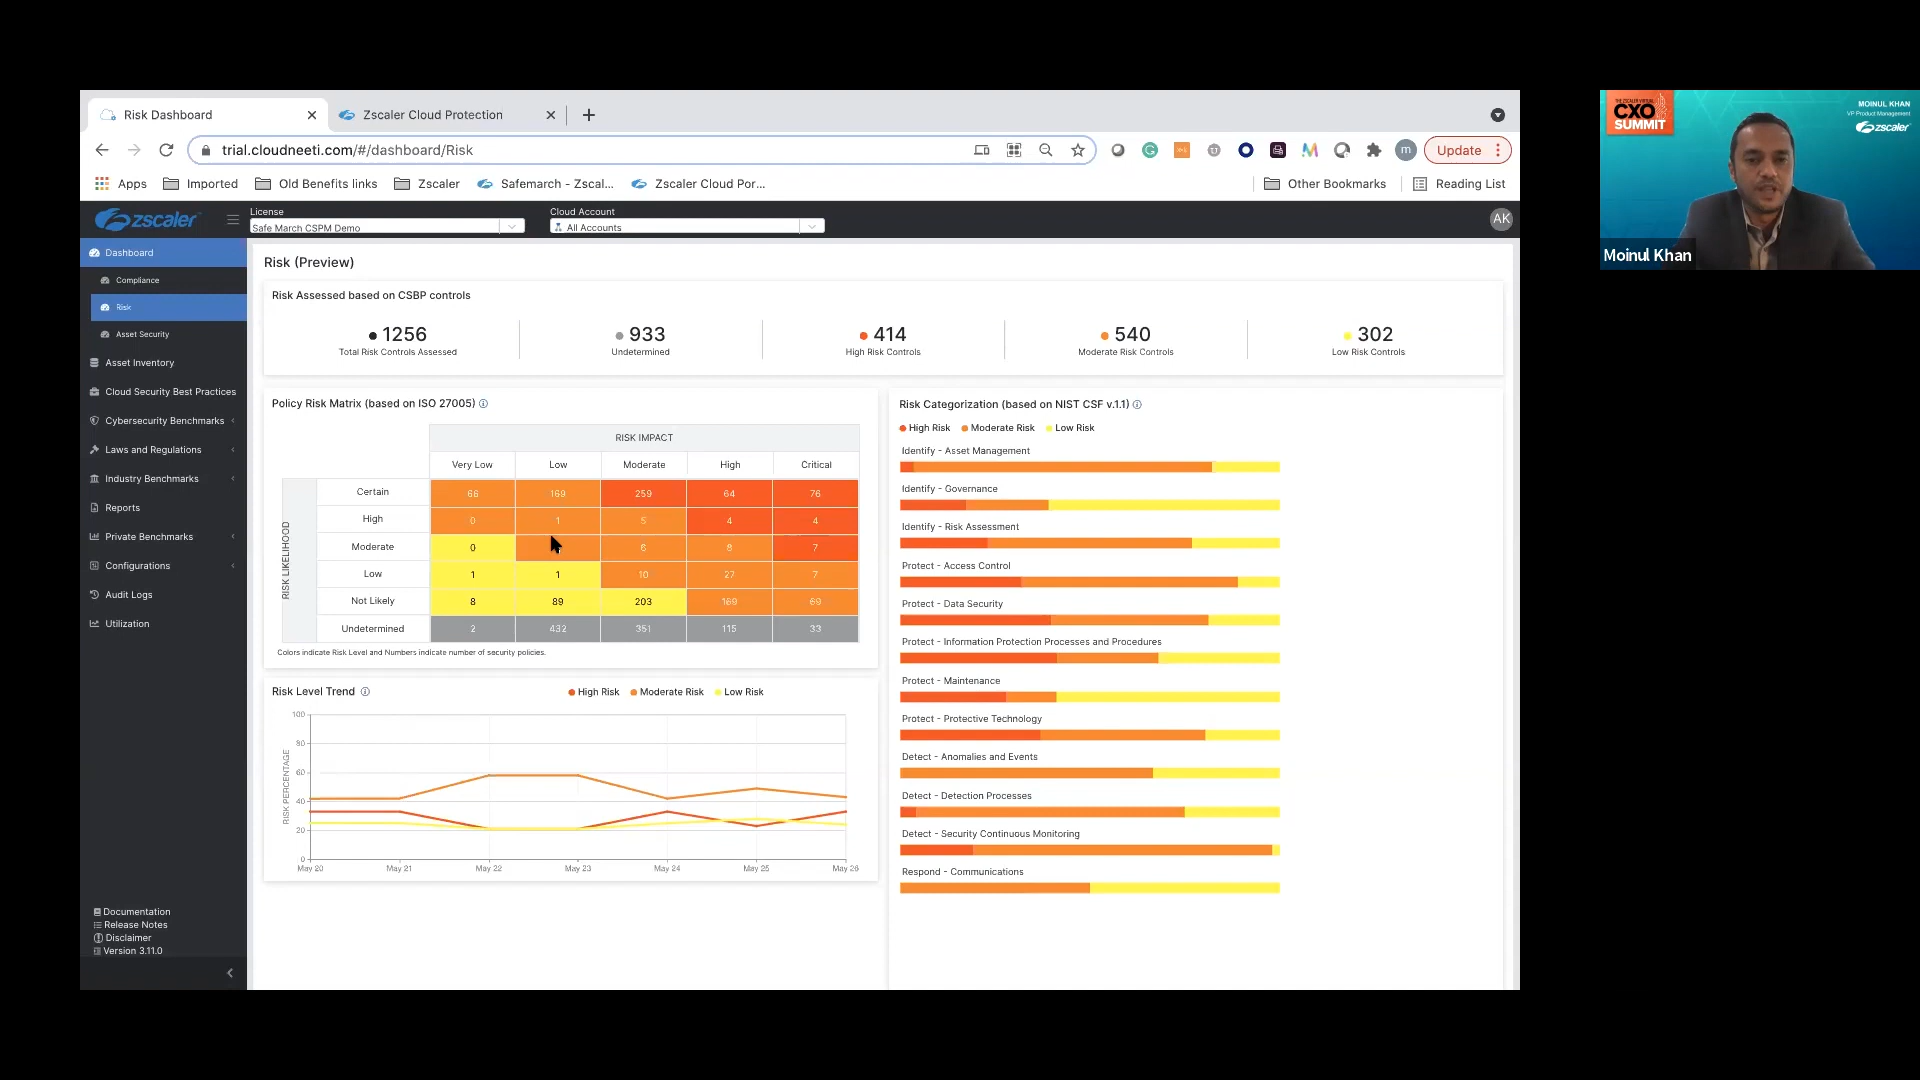 Risk Dashboard
Zscaler Cloud Protection
trial.cloudneeti.com/#/dashboard/Risk
m
Update
Apps
Imported
Old Benefits links
Zscaler
Safemarch - Zscal...
Zscaler Cloud Por...
Other Bookmarks
Reading List
zscaler
License
Safe March CSPM Demo
Cloud Account
All Accounts
AK
Dashboard
Compliance
Risk
Asset Security
Asset Inventory
Cloud Security Best Practices
Cybersecurity Benchmarks
Laws and Regulations
Industry Benchmarks
Reports
Private Benchmarks
Configurations
Audit Logs
Utilization
Documentation
Release Notes
Disclaimer
Version 3.11.0
Risk (Preview)
Risk Assessed based on CSBP controls
1256
Total Risk Controls Assessed
933
Undetermined
414
High Risk Controls
540
Moderate Risk Controls
302
Low Risk Controls
Policy Risk Matrix (based on ISO 27005)
RISK IMPACT
Very Low Low Moderate High Critical
RISK LIKELIHOOD
Certain 66 169 259 64 76
High 0 1 5 4 4
Moderate 0 6 8 7
Low 1 1 10 27 7
Not Likely 8 89 203 169 69
Undetermined 2 432 351 115 33
Colors indicate Risk Level and Numbers indicate number of security policies.
Risk Level Trend
High Risk Moderate Risk Low Risk
RISK PERCENTAGE
100
80
60
40
20
0
May 20 May 21 May 22 May 23 May 24 May 25 May 26
Risk Categorization (based on NIST CSF v.1.1)
High Risk Moderate Risk Low Risk
Identify - Asset Management
Identify - Governance
Identify - Risk Assessment
Protect - Access Control
Protect - Data Security
Protect - Information Protection Processes and Procedures
Protect - Maintenance
Protect - Protective Technology
Detect - Anomalies and Events
Detect - Detection Processes
Detect - Security Continuous Monitoring
Respond - Communications
THE ZSCALER VIRTUAL
CXO
SUMMIT
MOINUL KHAN
VP Product Management
zscaler
Moinul Khan